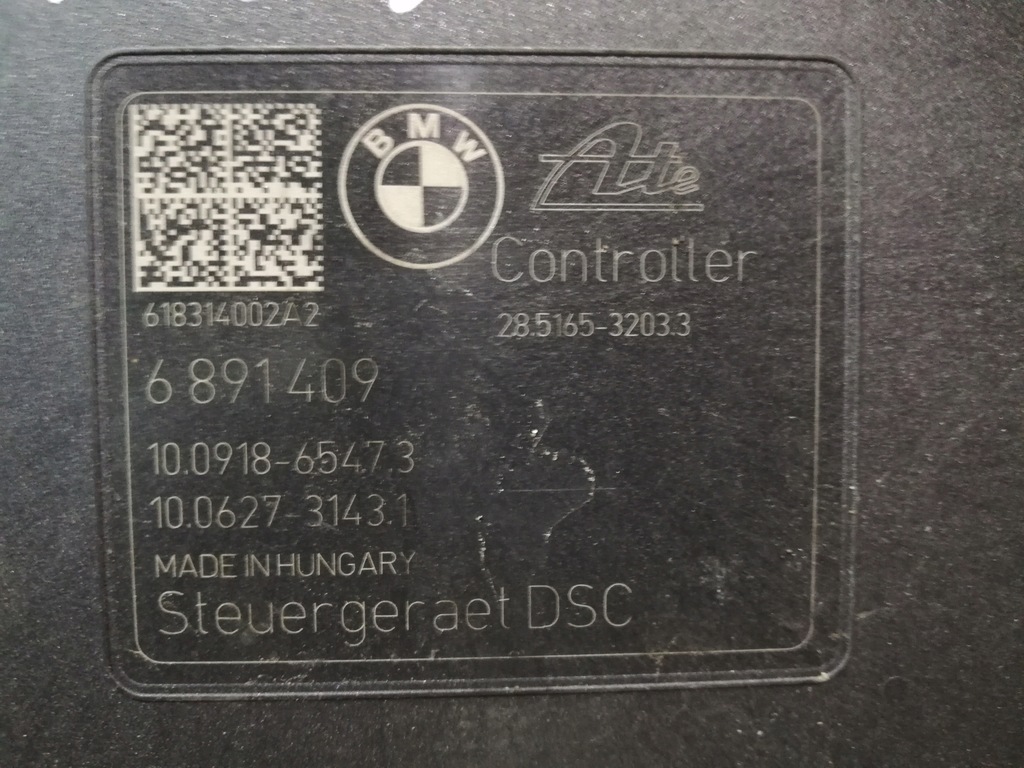 BMW
Ate
Controller
618314002A2
28.5165-3203.3
6 891 409
10.0918-6547.3
10.0627-3143.1
MADE IN HUNGARY
Steuergeraet DSC